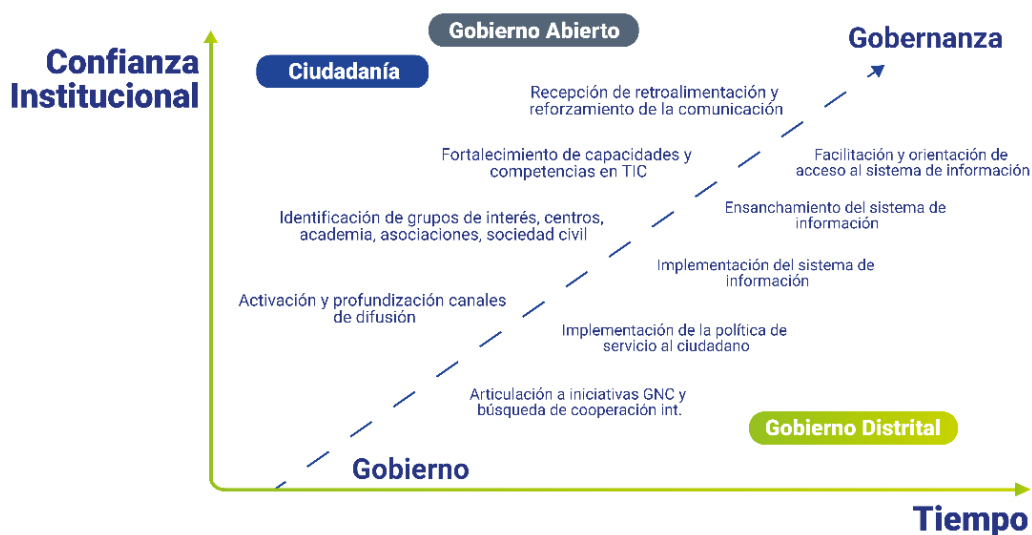 Gobierno Abierto
Confianza
Institucional
Ciudadanía
Gobernanza
Recepción de retroalimentación y
reforzamiento de la comunicación
Fortalecimiento de capacidades y
competencias en TIC
Facilitación y orientación de
acceso al sistema de información
Identificación de grupos de interés, centros,
academia, asociaciones, sociedad civil
Ensanchamiento del sistema de
información
Implementación del sistema de
información
Activación y profundización canales
de difusión
Implementación de la política de
servicio al ciudadano
Articulación a iniciativas GNC y
búsqueda de cooperación int.
Gobierno Distrital
Gobierno
Tiempo